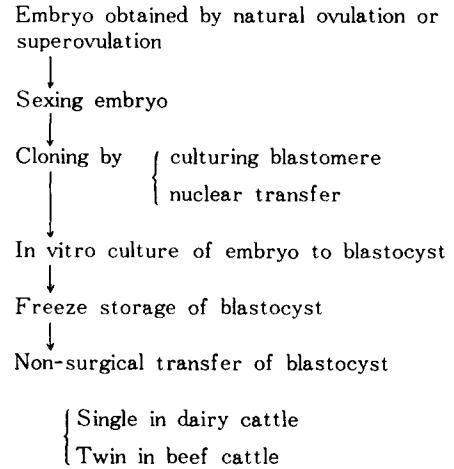 Embryo obtained by natural ovulation or
superovulation
Sexing embryo
Cloning by { culturing blastomere
nuclear transfer
In vitro culture of embryo to blastocyst
Freeze storage of blastocyst
Non-surgical transfer of blastocyst
Single in dairy cattle
Twin in beef cattle